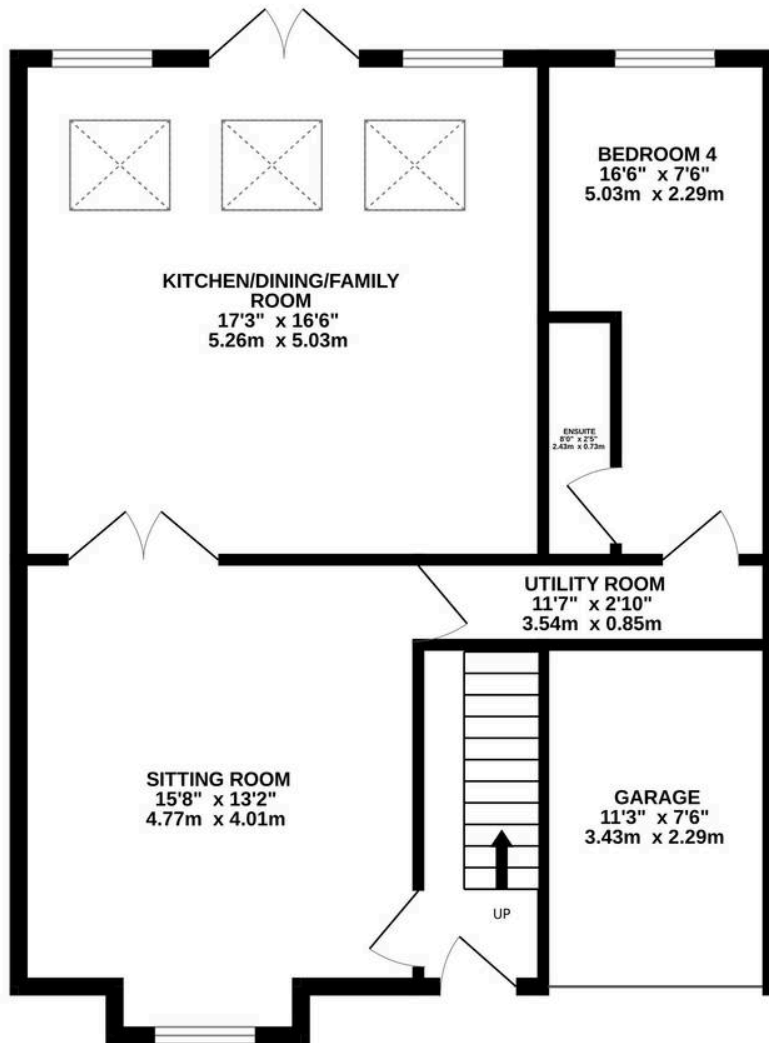 BEDROOM 4
16'6" x 7'6"
5.03m x 2.29m
KITCHEN/DINING/FAMILY
ROOM
17'3" x 16'6"
5.26m x 5.03m
ENSUITE
8'0" x 2'5"
2.43m x 0.73m
UTILITY ROOM
11'7" x 2'10"
3.54m x 0.85m
SITTING ROOM
15'8" x 13'2"
4.77m x 4.01m
GARAGE
11'3" x 7'6"
3.43m x 2.29m
UP